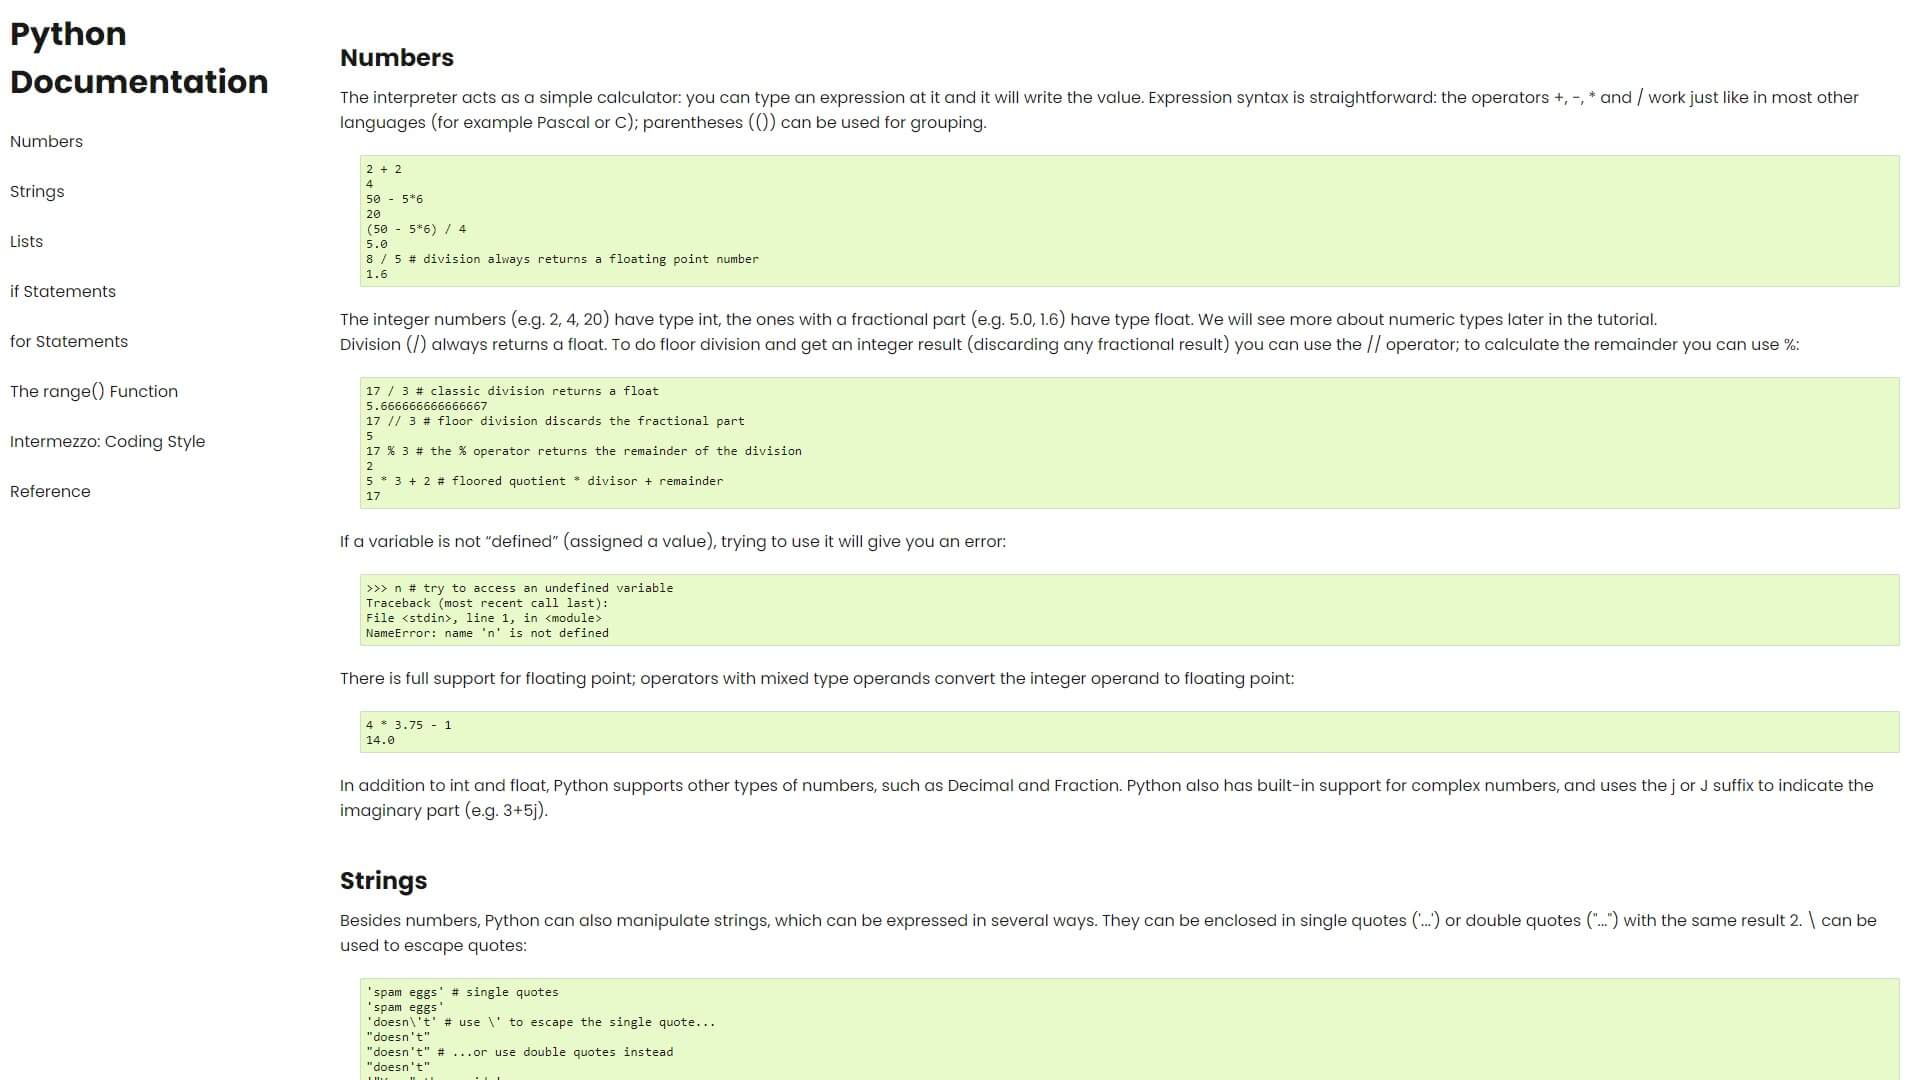 Python
Documentation
Numbers
Strings
Lists
if Statements
for Statements
The range() Function
Intermezzo: Coding Style
Reference
Numbers
The interpreter acts as a simple calculator: you can type an expression at it and it will write the value. Expression syntax is straightforward: the operators +, -, * and / work just like in most other
languages (for example Pascal or C); parentheses (()) can be used for grouping.
2 + 2
4
50 - 5*6
20
(50 - 5*6) / 4
5.0
8 / 5 # division always returns a floating point number
1.6
The integer numbers (e.g. 2, 4, 20) have type int, the ones with a fractional part (e.g. 5.0, 1.6) have type float. We will see more about numeric types later in the tutorial.
Division (/) always returns a float. To do floor division and get an integer result (discarding any fractional result) you can use the // operator; to calculate the remainder you can use %:
17 / 3 # classic division returns a float
5.666666666666667
17 // 3 # floor division discards the fractional part
5
17 % 3 # the % operator returns the remainder of the division
2
5 * 3 + 2 # floored quotient * divisor + remainder
17
If a variable is not “defined” (assigned a value), trying to use it will give you an error:
>>> n # try to access an undefined variable
Traceback (most recent call last):
File <stdin>, line 1, in <module>
NameError: name 'n' is not defined
There is full support for floating point; operators with mixed type operands convert the integer operand to floating point:
4 * 3.75 - 1
14.0
In addition to int and float, Python supports other types of numbers, such as Decimal and Fraction. Python also has built-in support for complex numbers, and uses the j or J suffix to indicate the
imaginary part (e.g. 3+5j).
Strings
Besides numbers, Python can also manipulate strings, which can be expressed in several ways. They can be enclosed in single quotes ('...') or double quotes ("...") with the same result 2. \ can be
used to escape quotes:
'spam eggs' # single quotes
'spam eggs'
'doesn\'t' # use \' to escape the single quote...
"doesn't"
"doesn't" # ...or use double quotes instead
"doesn't"